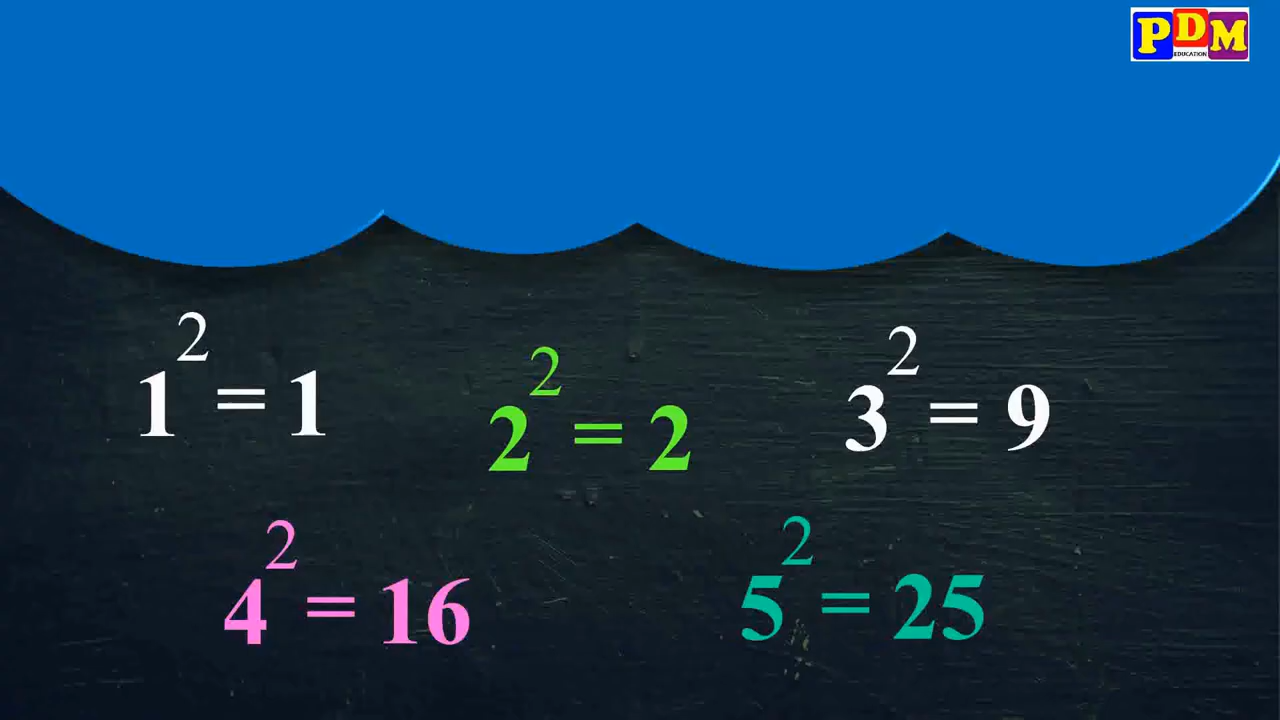 PDM
EDUCATION
1² = 1
2² = 2
3² = 9
4² = 16
5² = 25